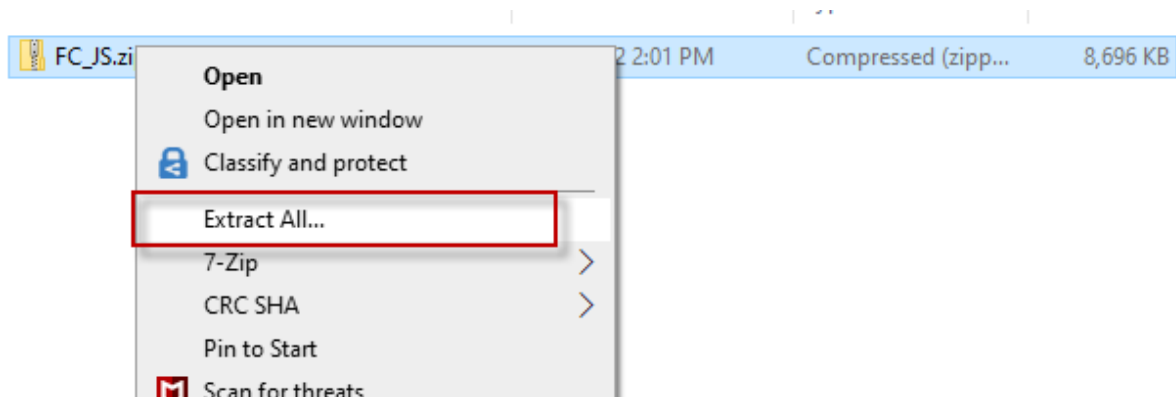 FC_JS.zi 2 2:01 PM Compressed (zipp... 8,696 KB
Open
Open in new window
Classify and protect
Extract All...
7-Zip
CRC SHA
Pin to Start
Scan for threats